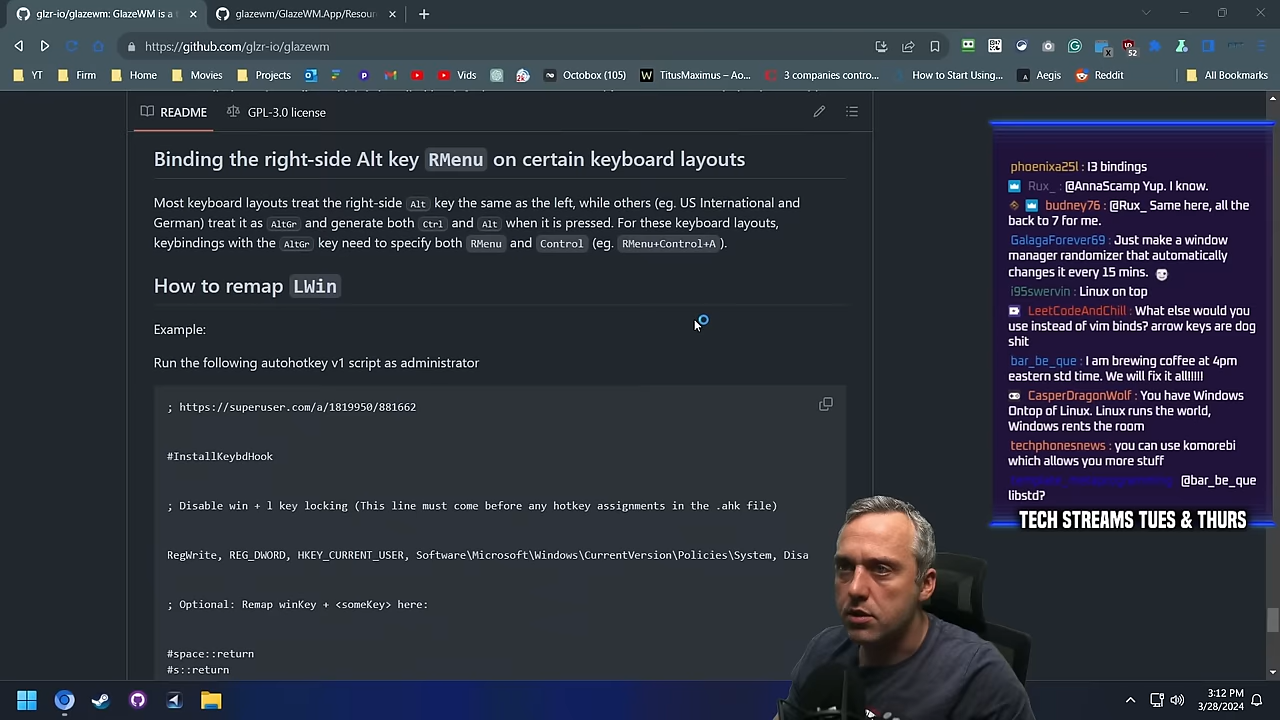 glzr-io/glazewm: GlazeWM is a t
glazewm/GlazeWM.App/Resour
https://github.com/glzr-io/glazewm
52
YT
Firm
Home
Movies
Projects
Vids
Octobox (105)
TitusMaximus – Ao...
3 companies contro...
How to Start Using...
Aegis
Reddit
All Bookmarks
README
GPL-3.0 license
Binding the right-side Alt key RMenu on certain keyboard layouts
Most keyboard layouts treat the right-side Alt key the same as the left, while others (eg. US International and
German) treat it as AltGr and generate both Ctrl and Alt when it is pressed. For these keyboard layouts,
keybindings with the AltGr key need to specify both RMenu and Control (eg. RMenu+Control+A ).
How to remap LWin
Example:
Run the following autohotkey v1 script as administrator
; https://superuser.com/a/1819950/881662
#InstallKeybdHook
; Disable win + l key locking (This line must come before any hotkey assignments in the .ahk file)
RegWrite, REG_DWORD, HKEY_CURRENT_USER, Software\Microsoft\Windows\CurrentVersion\Policies\System, Disa
; Optional: Remap winKey + <someKey> here:
#space::return
#s::return
phoenixa25l : I3 bindings
Rux_ : @AnnaScamp Yup. I know.
budney76 : @Rux_ Same here, all the
back to 7 for me.
GalagaForever69 : Just make a window
manager randomizer that automatically
changes it every 15 mins.
i95swervin : Linux on top
LeetCodeAndChill : What else would you
use instead of vim binds? arrow keys are dog
shit
bar_be_que : I am brewing coffee at 4pm
eastern std time. We will fix it all!!!!!
CasperDragonWolf : You have Windows
Ontop of Linux. Linux runs the world,
Windows rents the room
techphonesnews : you can use komorebi
which allows you more stuff
@bar_be_que
libstd?
TECH STREAMS TUES & THURS
3:12 PM
3/28/2024